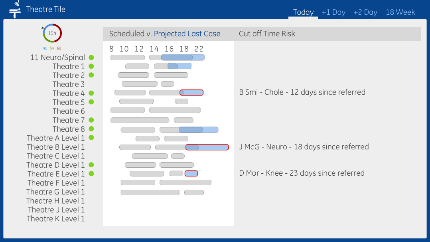 Theatre Tile
Today +1 Day +2 Day 18 Week
Scheduled v. Projected Last Case
Cut off Time Risk
8 10 12 14 16 18 22
11 Neuro/Spinal
Theatre 1
Theatre 2
Theatre 3
Theatre 4
B Smi - Chole - 12 days since referred
Theatre 5
Theatre 6
Theatre 7
Theatre 8
Theatre A Level 1
Theatre B Level 1
J McG - Neuro - 18 days since referred
Theatre C Level 1
Theatre D Level 1
Theatre E Level 1
D Mor - Knee - 23 days since referred
Theatre F Level 1
Theatre G Level 1
Theatre H Level 1
Theatre J Level 1
Theatre K Level 1